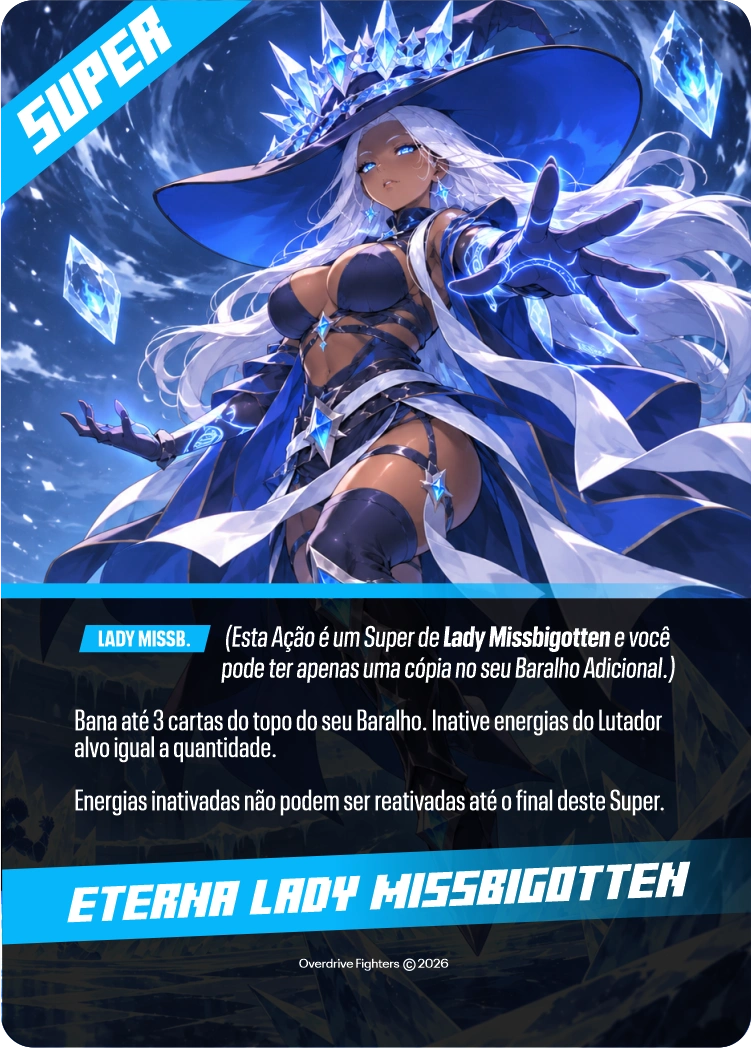 SUPER
LADY MISSB. (Esta Ação é um Super de Lady Missbigotten e você
pode ter apenas uma cópia no seu Baralho Adicional.)
Bana até 3 cartas do topo do seu Baralho. Inative energias do Lutador
alvo igual a quantidade.
Energias inativadas não podem ser reativadas até o final deste Super.
ETERNA LADY MISSBIGOTTEN
Overdrive Fighters ©2026